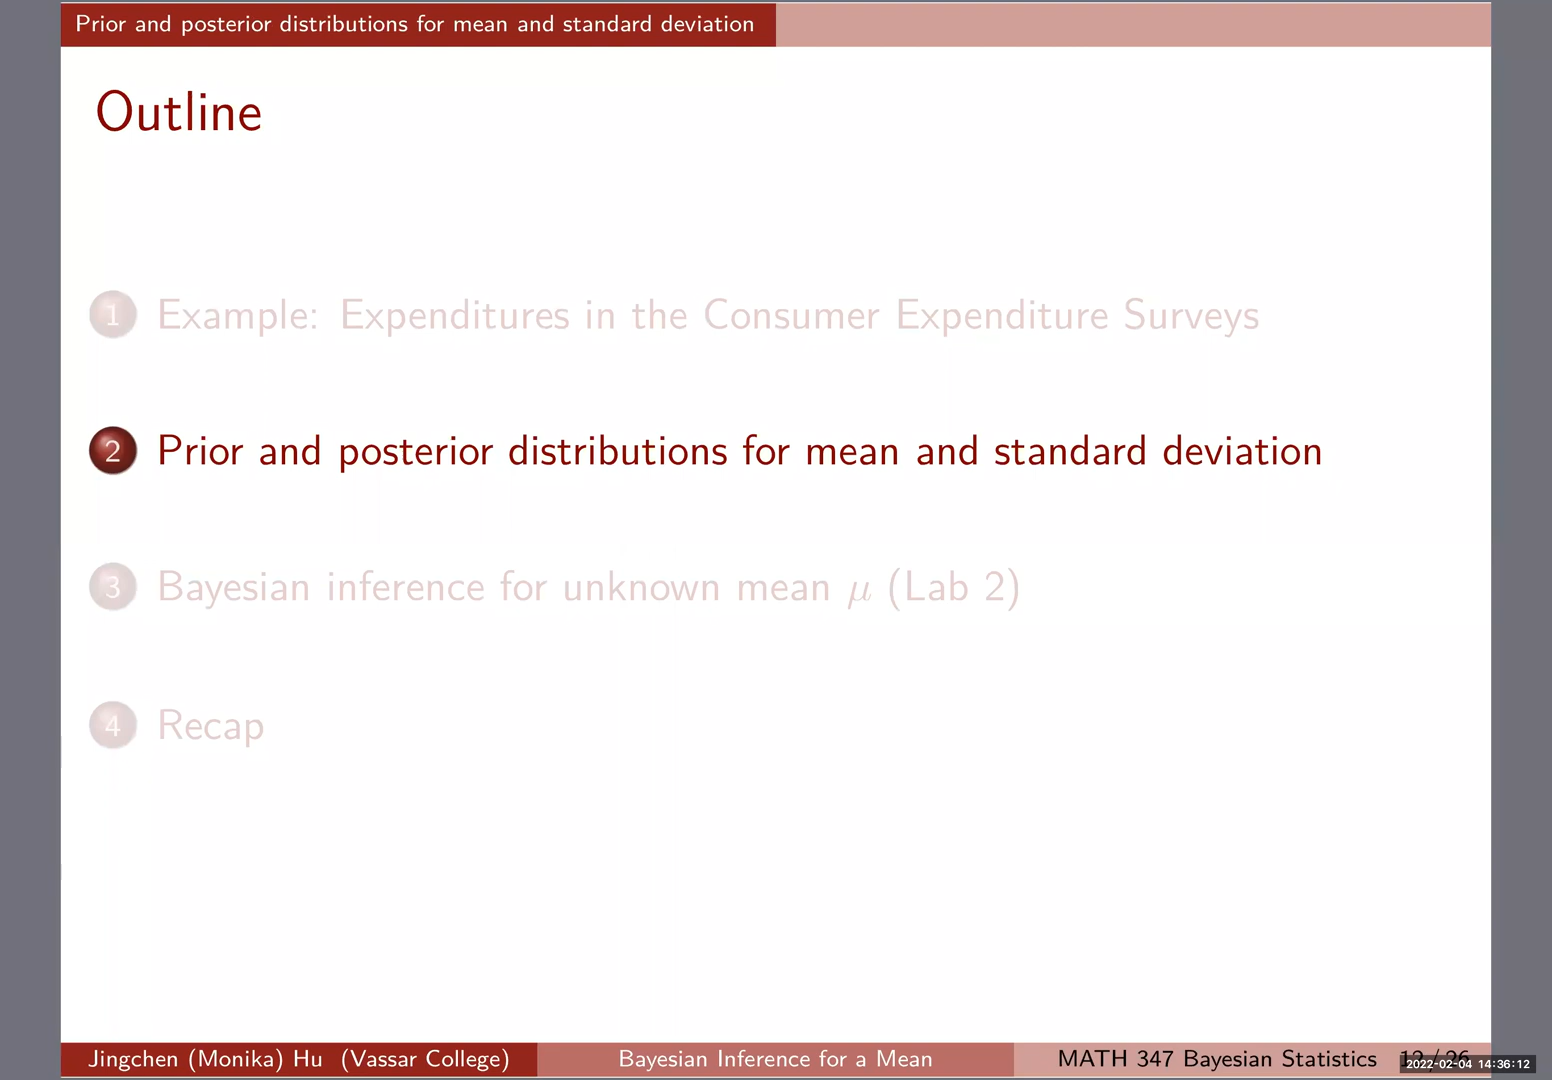 Prior and posterior distributions for mean and standard deviation
Outline
1 Example: Expenditures in the Consumer Expenditure Surveys
2 Prior and posterior distributions for mean and standard deviation
3 Bayesian inference for unknown mean μ (Lab 2)
4 Recap
Jingchen (Monika) Hu (Vassar College) Bayesian Inference for a Mean MATH 347 Bayesian Statistics 12 / 26
2022-02-04 14:36:12